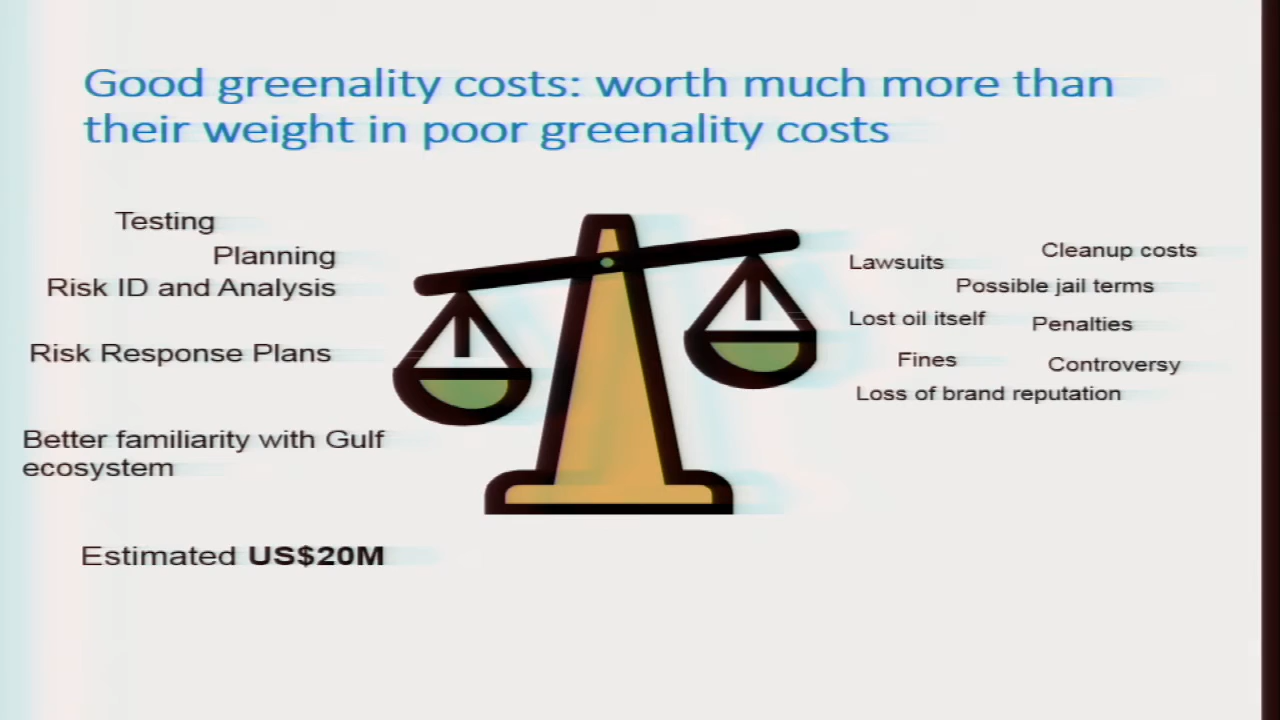 Good greenality costs: worth much more than
their weight in poor greenality costs
Testing
Planning
Risk ID and Analysis
Risk Response Plans
Better familiarity with Gulf
ecosystem
Estimated US$20M
Cleanup costs
Lawsuits
Possible jail terms
Lost oil itself
Penalties
Fines
Controversy
Loss of brand reputation